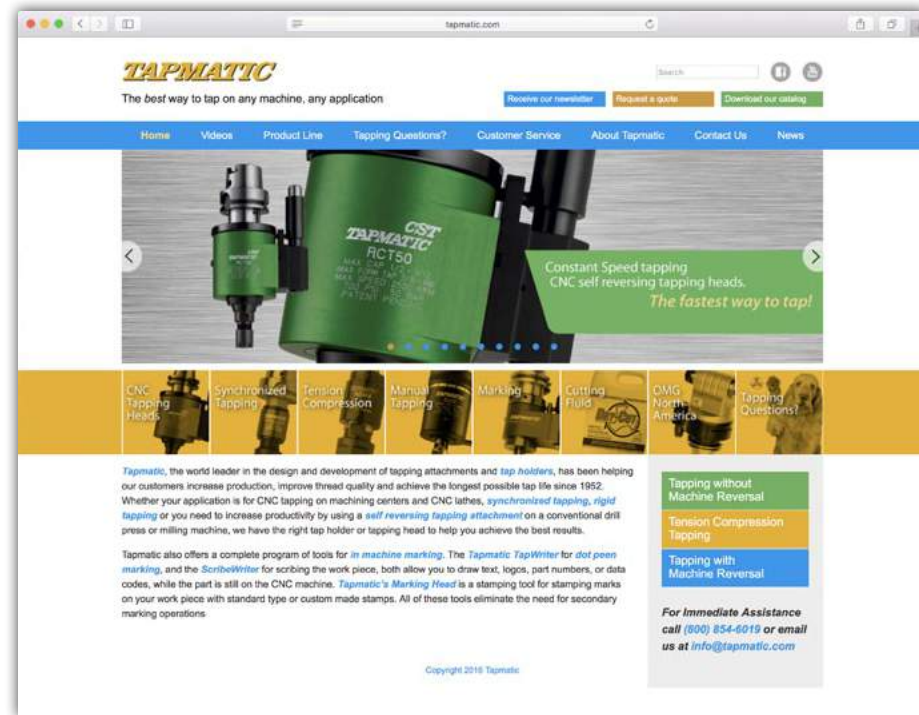 tapmatic.com
TAPMATIC
The best way to tap on any machine, any application
Search
Receive our newsletter
Request a quote
Download our catalog
Home Videos Product Line Tapping Questions? Customer Service About Tapmatic Contact Us News
CST
TAPMATIC
RCT50
Constant Speed tapping
CNC self reversing tapping heads.
The fastest way to tap!
CNC
Tapping
Heads
Synchronized
Tapping
Tension
Compression
Manual
Tapping
Marking
Cutting
Fluid
OMG
North
America
Tapping
Questions?
Tapmatic, the world leader in the design and development of tapping attachments and tap holders, has been helping
our customers increase production, improve thread quality and achieve the longest possible tap life since 1952.
Whether your application is for CNC tapping on machining centers and CNC lathes, synchronized tapping, rigid
tapping or you need to increase productivity by using a self reversing tapping attachment on a conventional drill
press or milling machine, we have the right tap holder or tapping head to help you achieve the best results.
Tapmatic also offers a complete program of tools for in machine marking. The Tapmatic TapWriter for dot peen
marking, and the ScribeWriter for scribing the work piece, both allow you to draw text, logos, part numbers, or data
codes, while the part is still on the CNC machine. Tapmatic's Marking Head is a stamping tool for stamping marks
on your work piece with standard type or custom made stamps. All of these tools eliminate the need for secondary
marking operations
Tapping without
Machine Reversal
Tension Compression
Tapping
Tapping with
Machine Reversal
For Immediate Assistance
call (800) 854-6019 or email
us at info@tapmatic.com
Copyright 2016 Tapmatic